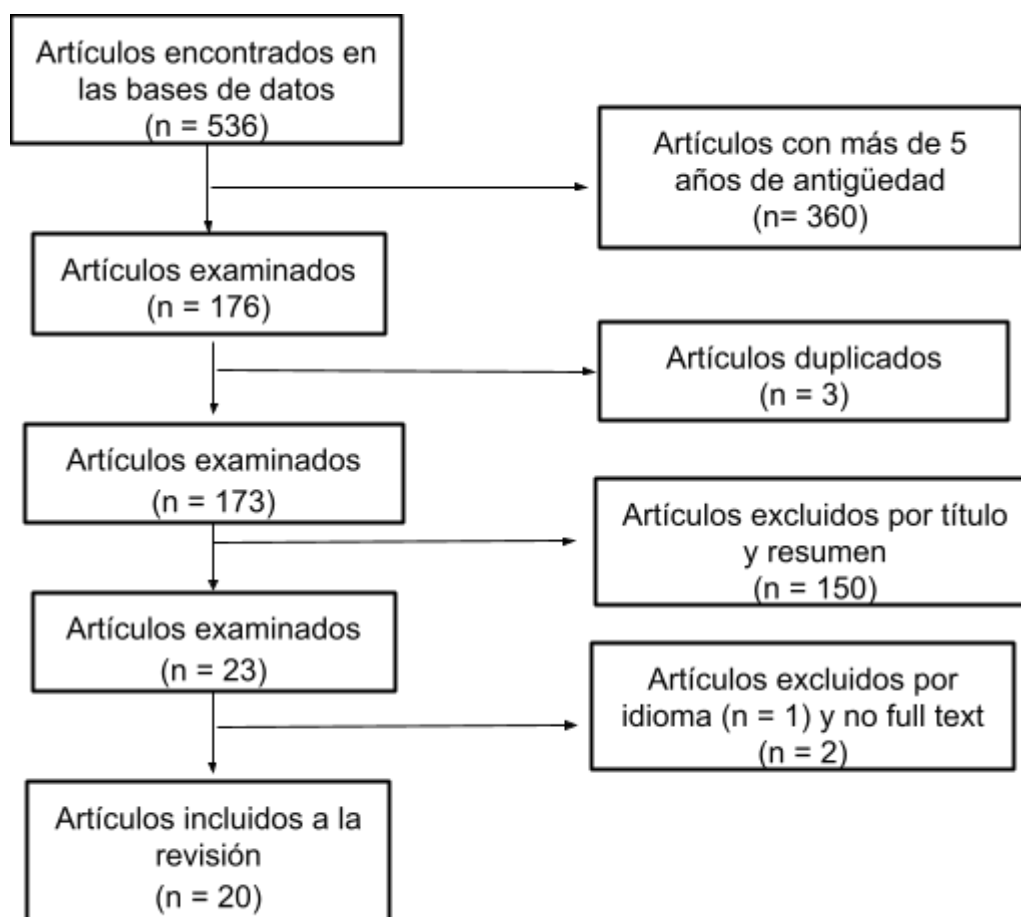 Artículos encontrados en
las bases de datos
(n = 536)
Artículos con más de 5
años de antigüedad
(n= 360)
Artículos examinados
(n = 176)
Artículos duplicados
(n = 3)
Artículos examinados
(n = 173)
Artículos excluidos por título
y resumen
(n = 150)
Artículos examinados
(n = 23)
Artículos excluidos por
idioma (n = 1) y no full text
(n = 2)
Artículos incluidos a la
revisión
(n = 20)